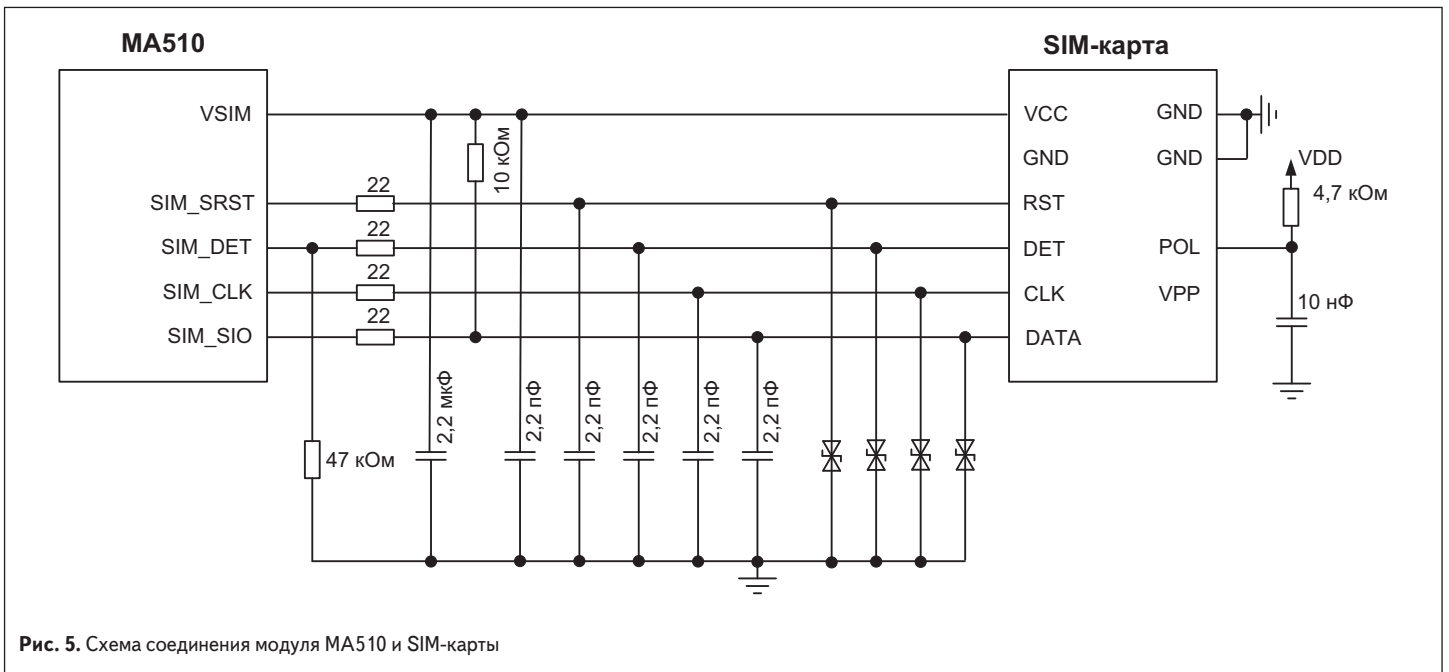 MA510
SIM-карта
VSIM
SIM_SRST
SIM_DET
SIM_CLK
SIM_SIO
22
22
22
22
10 кОм
47 кОм
2,2 мкФ
2,2 пФ
2,2 пФ
2,2 пФ
2,2 пФ
2,2 пФ
VCC
GND
RST
DET
CLK
DATA
GND
GND
POL
VPP
VDD
4,7 кОм
10 нФ
Рис. 5. Схема соединения модуля MA510 и SIM-карты